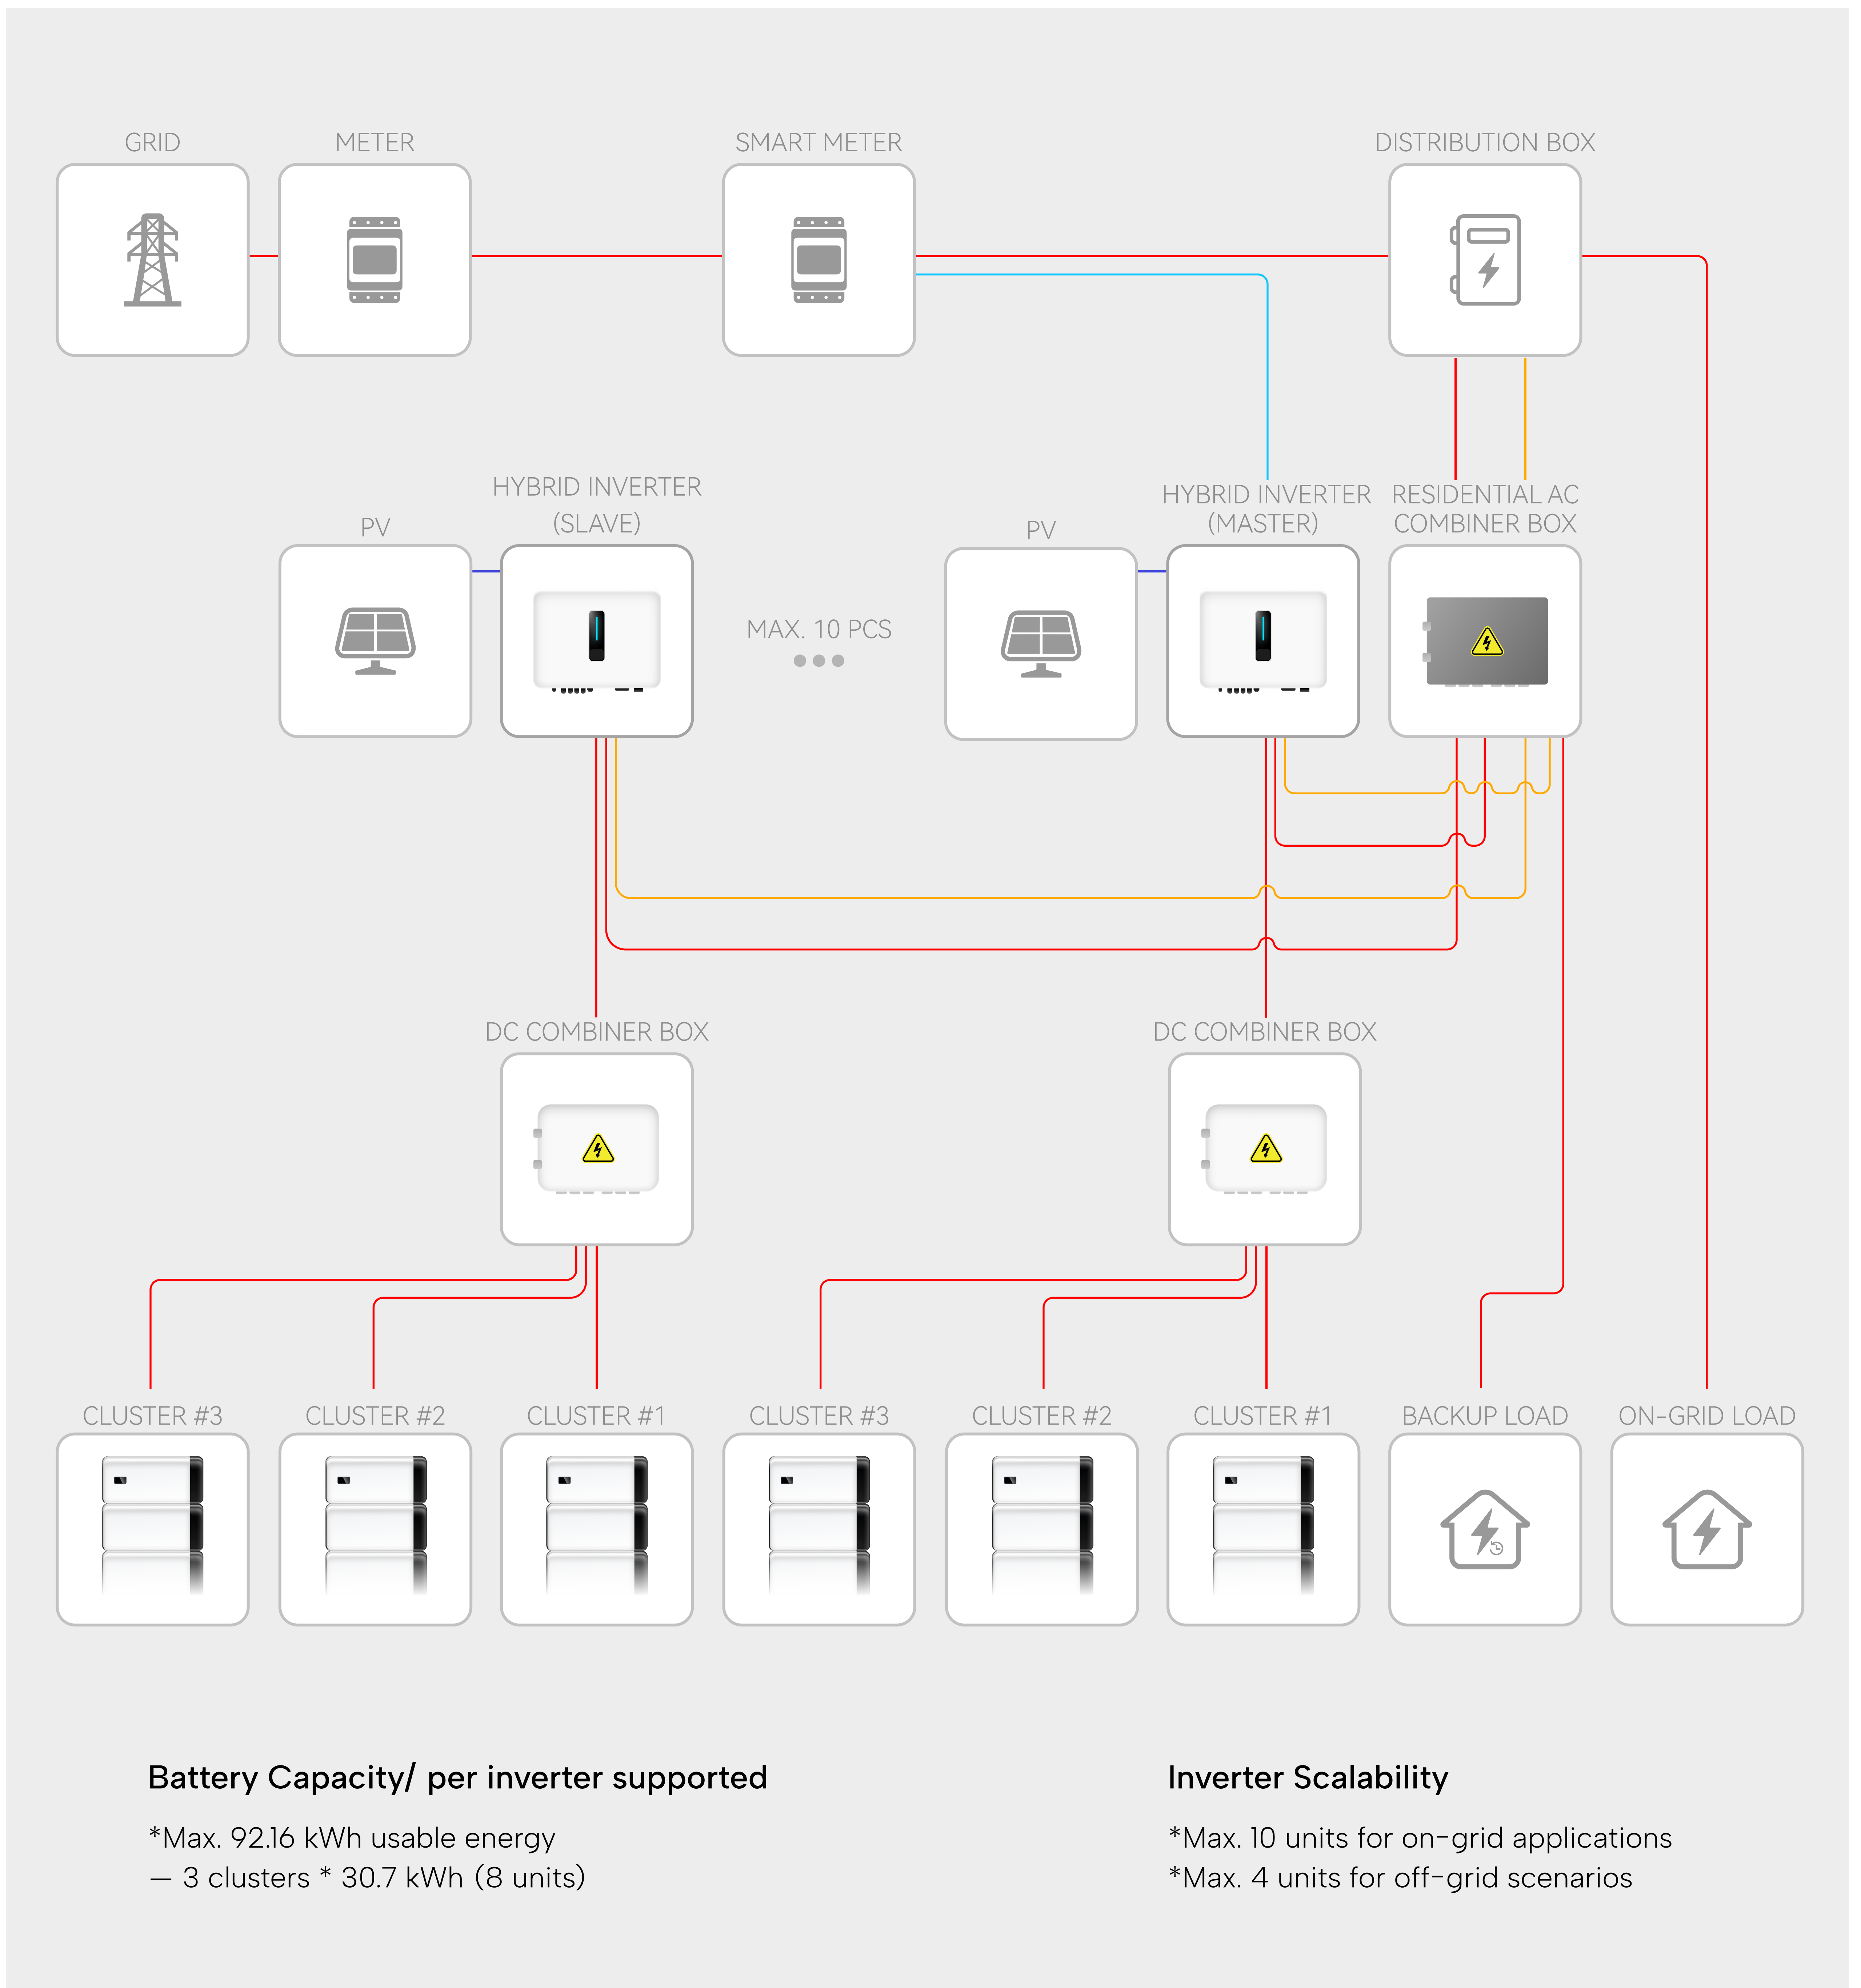 GRID
METER
SMART METER
DISTRIBUTION BOX
PV
HYBRID INVERTER
(SLAVE)
MAX. 10 PCS
PV
HYBRID INVERTER
(MASTER)
RESIDENTIAL AC
COMBINER BOX
DC COMBINER BOX
DC COMBINER BOX
CLUSTER #3
CLUSTER #2
CLUSTER #1
CLUSTER #3
CLUSTER #2
CLUSTER #1
BACKUP LOAD
ON-GRID LOAD
Battery Capacity/ per inverter supported
*Max. 92.16 kWh usable energy
— 3 clusters * 30.7 kWh (8 units)
Inverter Scalability
*Max. 10 units for on-grid applications
*Max. 4 units for off-grid scenarios